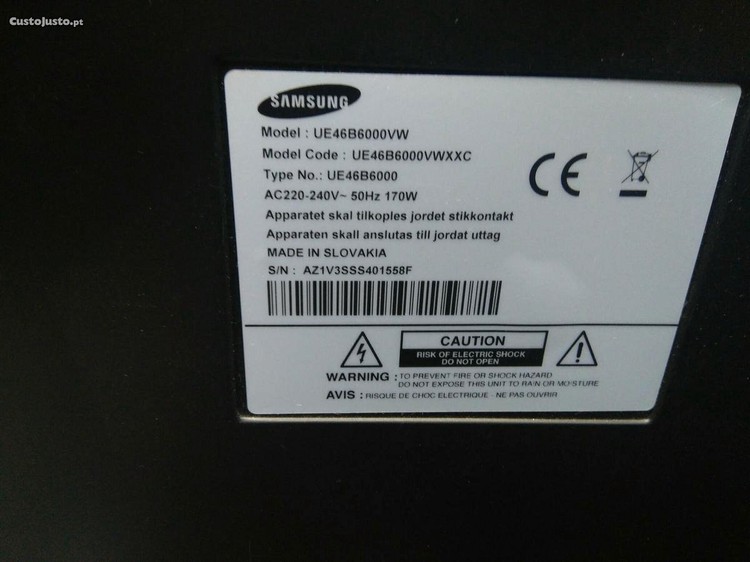 CustoJusto.pt
SAMSUNG
Model : UE46B6000VW
Model Code : UE46B6000VWXXC
Type No.: UE46B6000
AC220-240V~ 50Hz 170W
Apparatet skal tilkoples jordet stikkontakt
Apparaten skall anslutas till jordat uttag
MADE IN SLOVAKIA
S/N : AZ1V3SSS401558F
CE
CAUTION
RISK OF ELECTRIC SHOCK
DO NOT OPEN
WARNING : TO PREVENT FIRE OR SHOCK HAZARD
DO NOT EXPOSE THIS UNIT TO RAIN OR MOISTURE
AVIS : RISQUE DE CHOC ELECTRIQUE - NE PAS OUVRIR